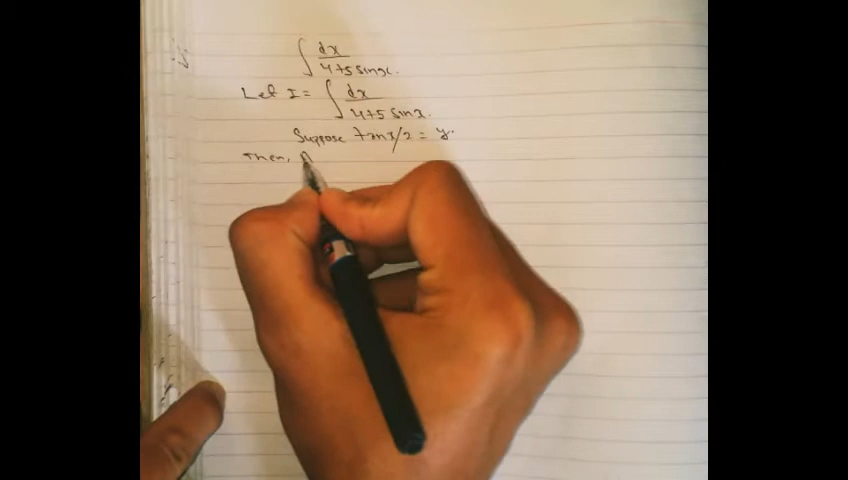 ∫ dx / 4+5 sinx.
Let I = ∫ dx / 4+5 sinx.
Suppose tan x/2 = y.
Then,